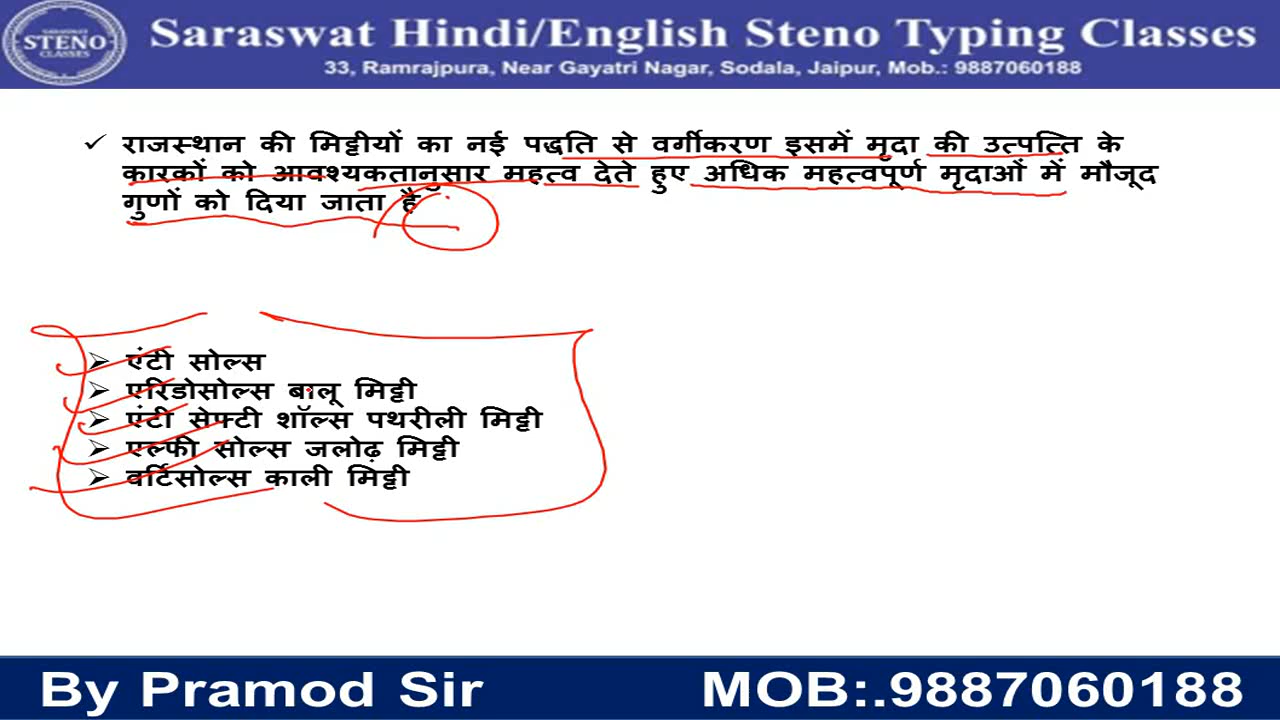 STENO
CLASSES
Saraswat Hindi/English Steno Typing Classes
33, Ramrajpura, Near Gayatri Nagar, Sodala, Jaipur, Mob.: 9887060188
✓ राजस्थान की मिट्टीयों का नई पद्धति से वर्गीकरण इसमें मृदा की उत्पत्ति के
कारकों को आवश्यकतानुसार महत्व देते हुए अधिक महत्वपूर्ण मृदाओं में मौजूद
गुणों को दिया जाता है
➢ एंटी सोल्स
➢ एरिडोसोल्स बालू मिट्टी
➢ एंटी सेफ्टी शॉल्स पथरीली मिट्टी
➢ एल्फी सोल्स जलोढ़ मिट्टी
➢ वर्टिसोल्स काली मिट्टी
By Pramod Sir
MOB:.9887060188